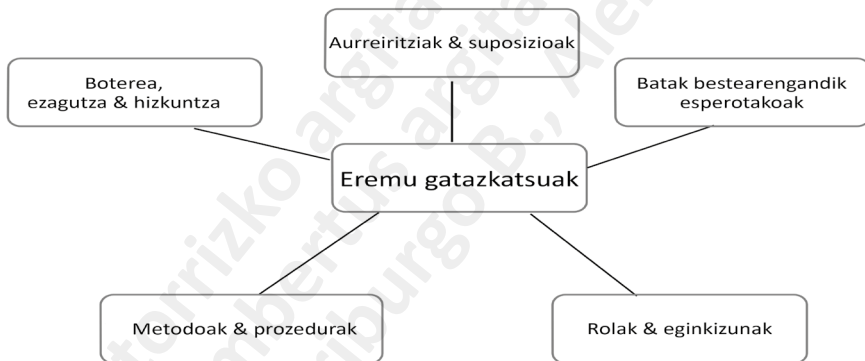 Aurreiritziak & suposizioak
Boterea,
ezagutza & hizkuntza
Batak bestearengandik
esperotakoak
Eremu gatazkatsuak
Metodoak & prozedurak
Rolak & eginkizunak